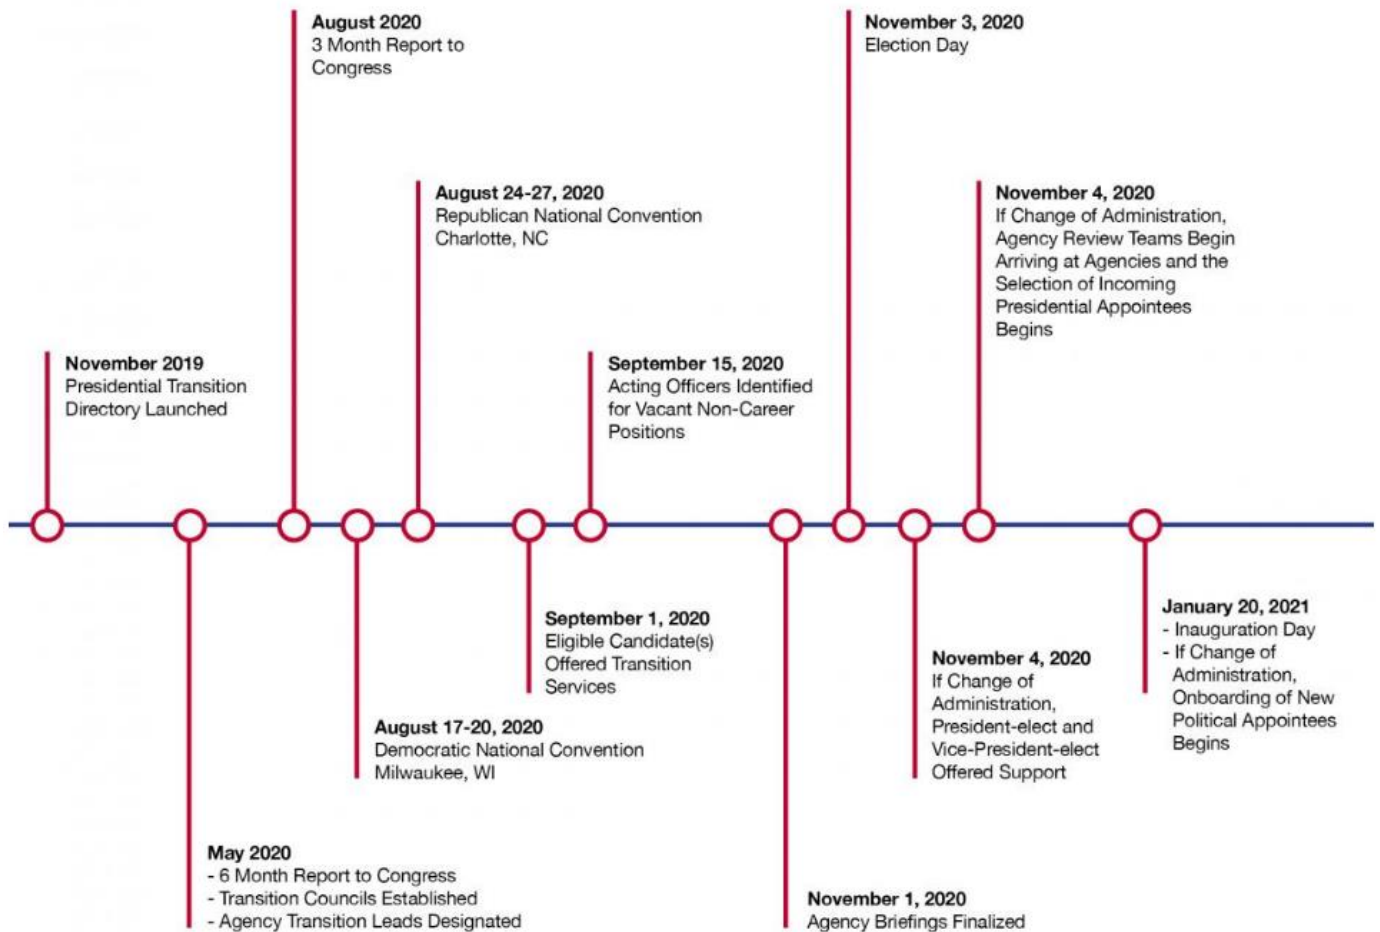 August 2020
3 Month Report to
Congress
November 3, 2020
Election Day
August 24-27, 2020
Republican National Convention
Charlotte, NC
November 4, 2020
If Change of Administration,
Agency Review Teams Begin
Arriving at Agencies and the
Selection of Incoming
Presidential Appointees
Begins
November 2019
Presidential Transition
Directory Launched
September 15, 2020
Acting Officers Identified
for Vacant Non-Career
Positions
September 1, 2020
Eligible Candidate(s)
Offered Transition
Services
January 20, 2021
- Inauguration Day
- If Change of
Administration,
Onboarding of New
Political Appointees
Begins
November 4, 2020
If Change of
Administration,
President-elect and
Vice-President-elect
Offered Support
August 17-20, 2020
Democratic National Convention
Milwaukee, WI
May 2020
- 6 Month Report to Congress
- Transition Councils Established
- Agency Transition Leads Designated
November 1, 2020
Agency Briefings Finalized